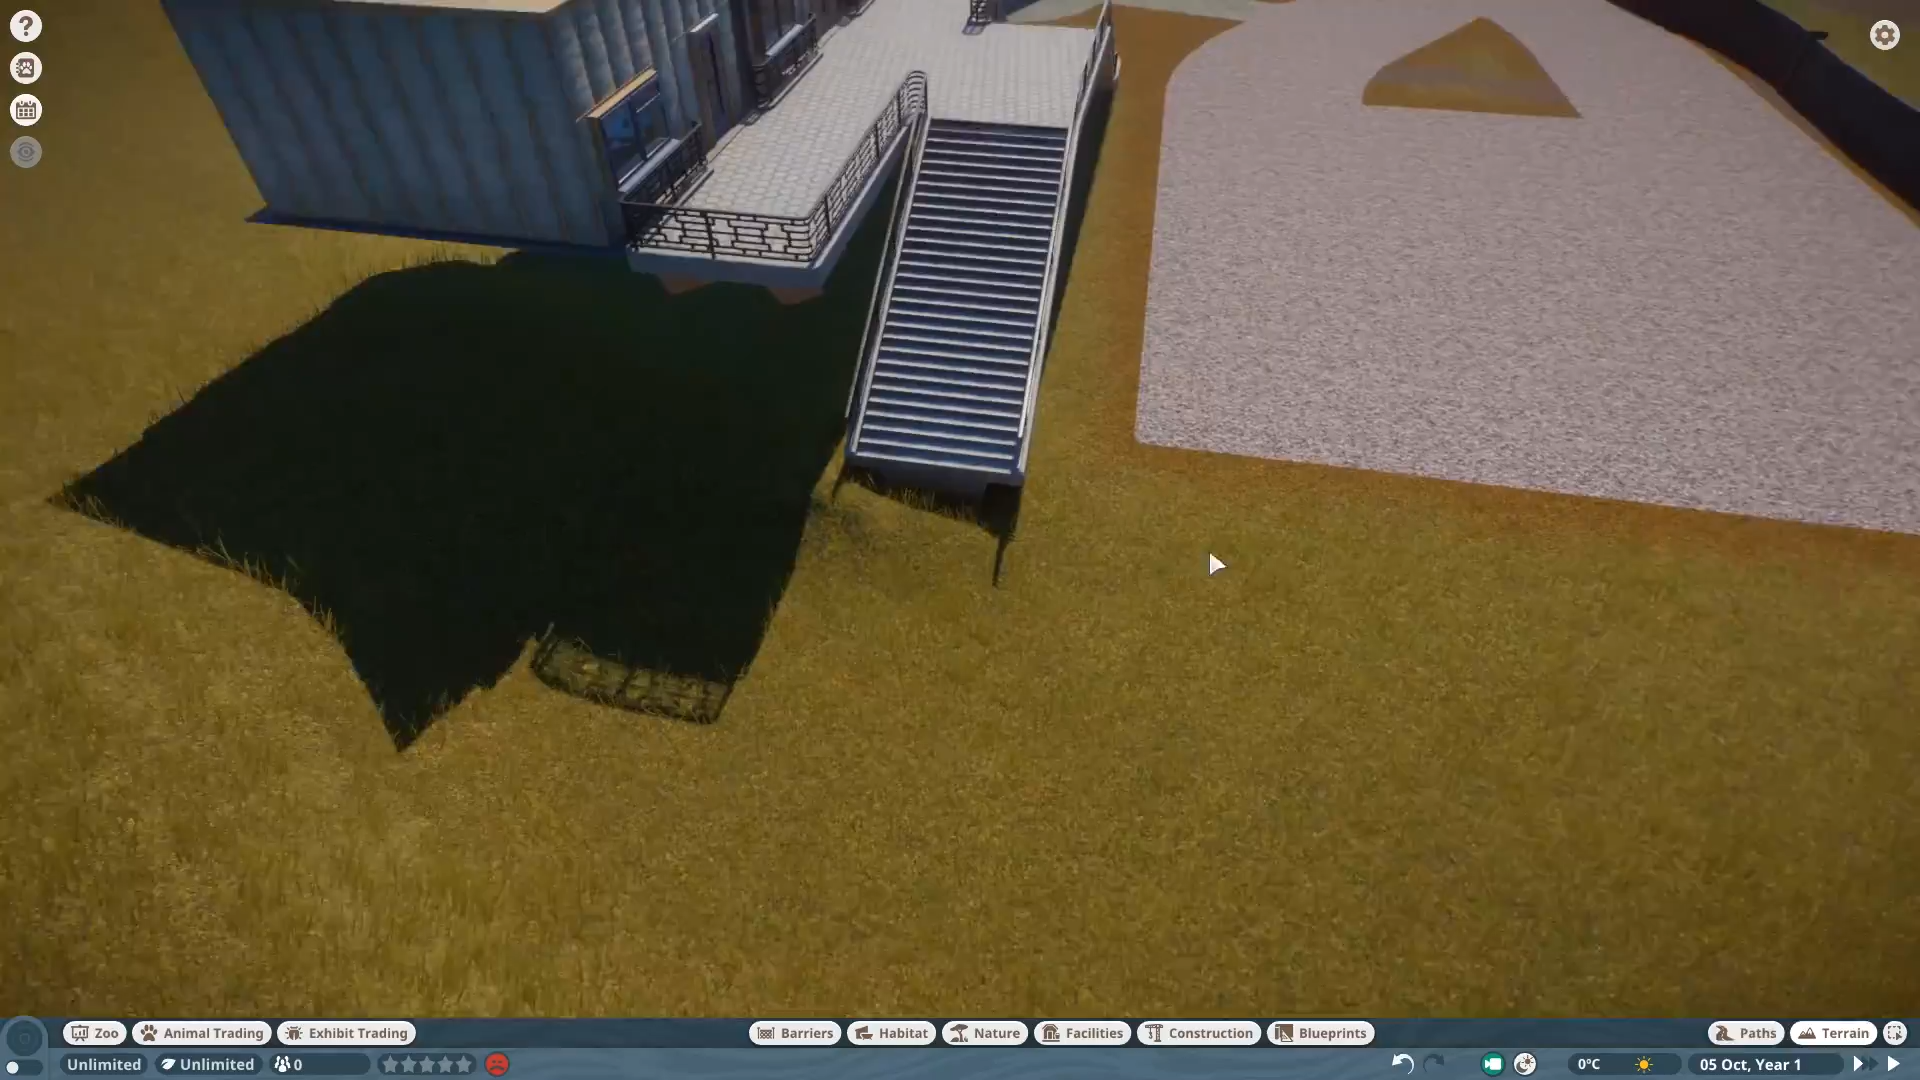 ?
Zoo
Animal Trading
Exhibit Trading
Barriers
Habitat
Nature
Facilities
Construction
Blueprints
Paths
Terrain
Unlimited
Unlimited
0
0°C
05 Oct, Year 1